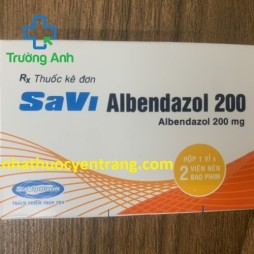 Trường Anh
Rx Thuốc kê đơn
SaVi Albendazol 200
Albendazol 200 mg
nhathuocyentrang.com
HỘP 1 VỈ x
2 VIÊN NÉN
BAO PHIM